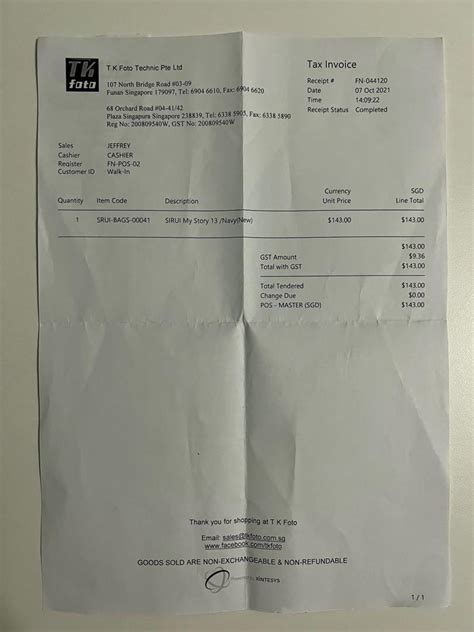 TK
foto
T K Foto Technic Pte Ltd
107 North Bridge Road #03-09
Funan Singapore 179097, Tel: 6904 6610, Fax: 6904 6620
68 Orchard Road #04-41/42
Plaza Singapura Singapore 238839, Tel: 6338 5905, Fax: 6338 5890
Reg No: 200809540W, GST No: 200809540W
Tax Invoice
Receipt # FN-044120
Date 07 Oct 2021
Time 14:09:22
Receipt Status Completed
Sales JEFFREY
Cashier CASHIER
Register FN-POS-02
Customer ID Walk-In
Quantity Item Code Description Currency Unit Price SGD Line Total
1 SRUI-BAGS-00041 SIRUI My Story 13 /Navy(New) $143.00 $143.00
$143.00
GST Amount $9.36
Total with GST $143.00
Total Tendered $143.00
Change Due $0.00
POS - MASTER (SGD) $143.00
Thank you for shopping at T K Foto
Email: sales@tkfoto.com.sg
www.facebook.com/tkfoto
GOODS SOLD ARE NON-EXCHANGEABLE & NON-REFUNDABLE
XINTESYS
1 / 1